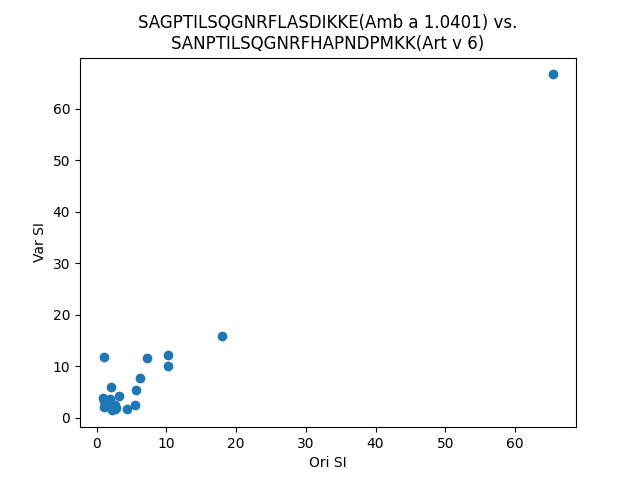 SAGPTILSQGNRFLASDIKKE(Amb a 1.0401) vs.
SANPTILSQGNRFHAPNDPMKK(Art v 6)
60
50
40
30
20
10
0
Var SI
0 10 20 30 40 50 60
Ori SI